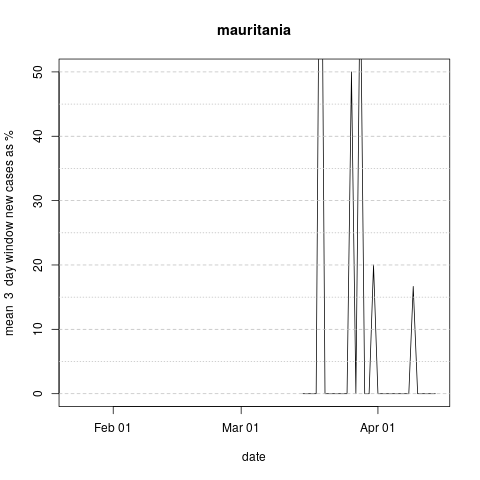 mauritania
mean  3  day window new cases as %
50
40
30
20
10
0
Feb 01
Mar 01
Apr 01
date